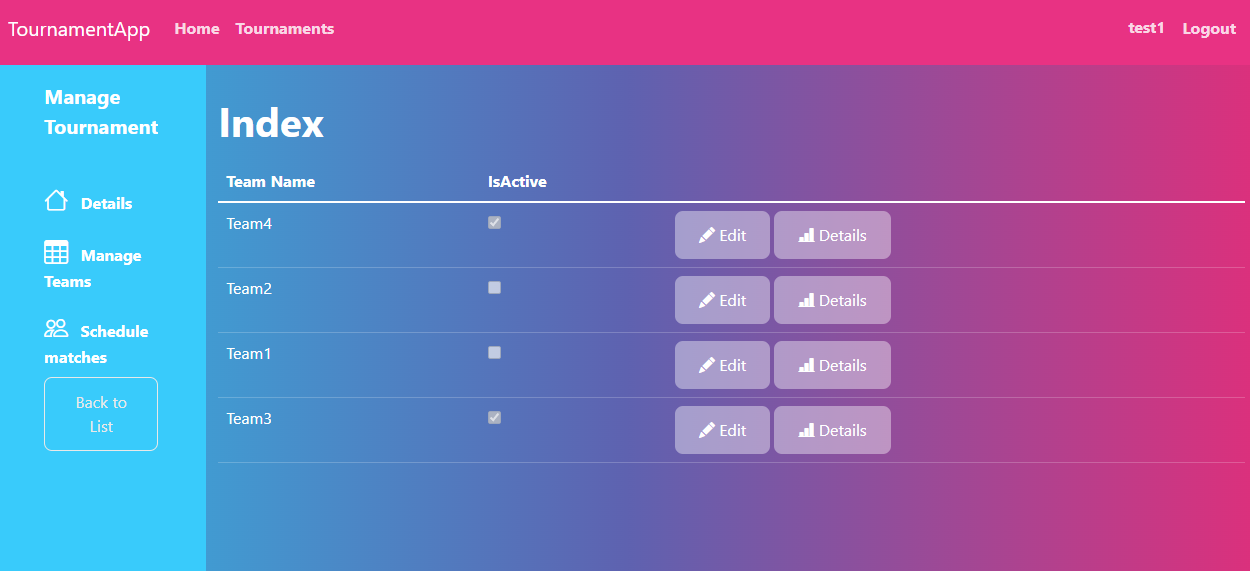 TournamentApp Home Tournaments test1 Logout
Manage
Tournament
Details
Manage
Teams
Schedule
matches
Back to
List
Index
Team Name IsActive
Team4 Edit Details
Team2 Edit Details
Team1 Edit Details
Team3 Edit Details